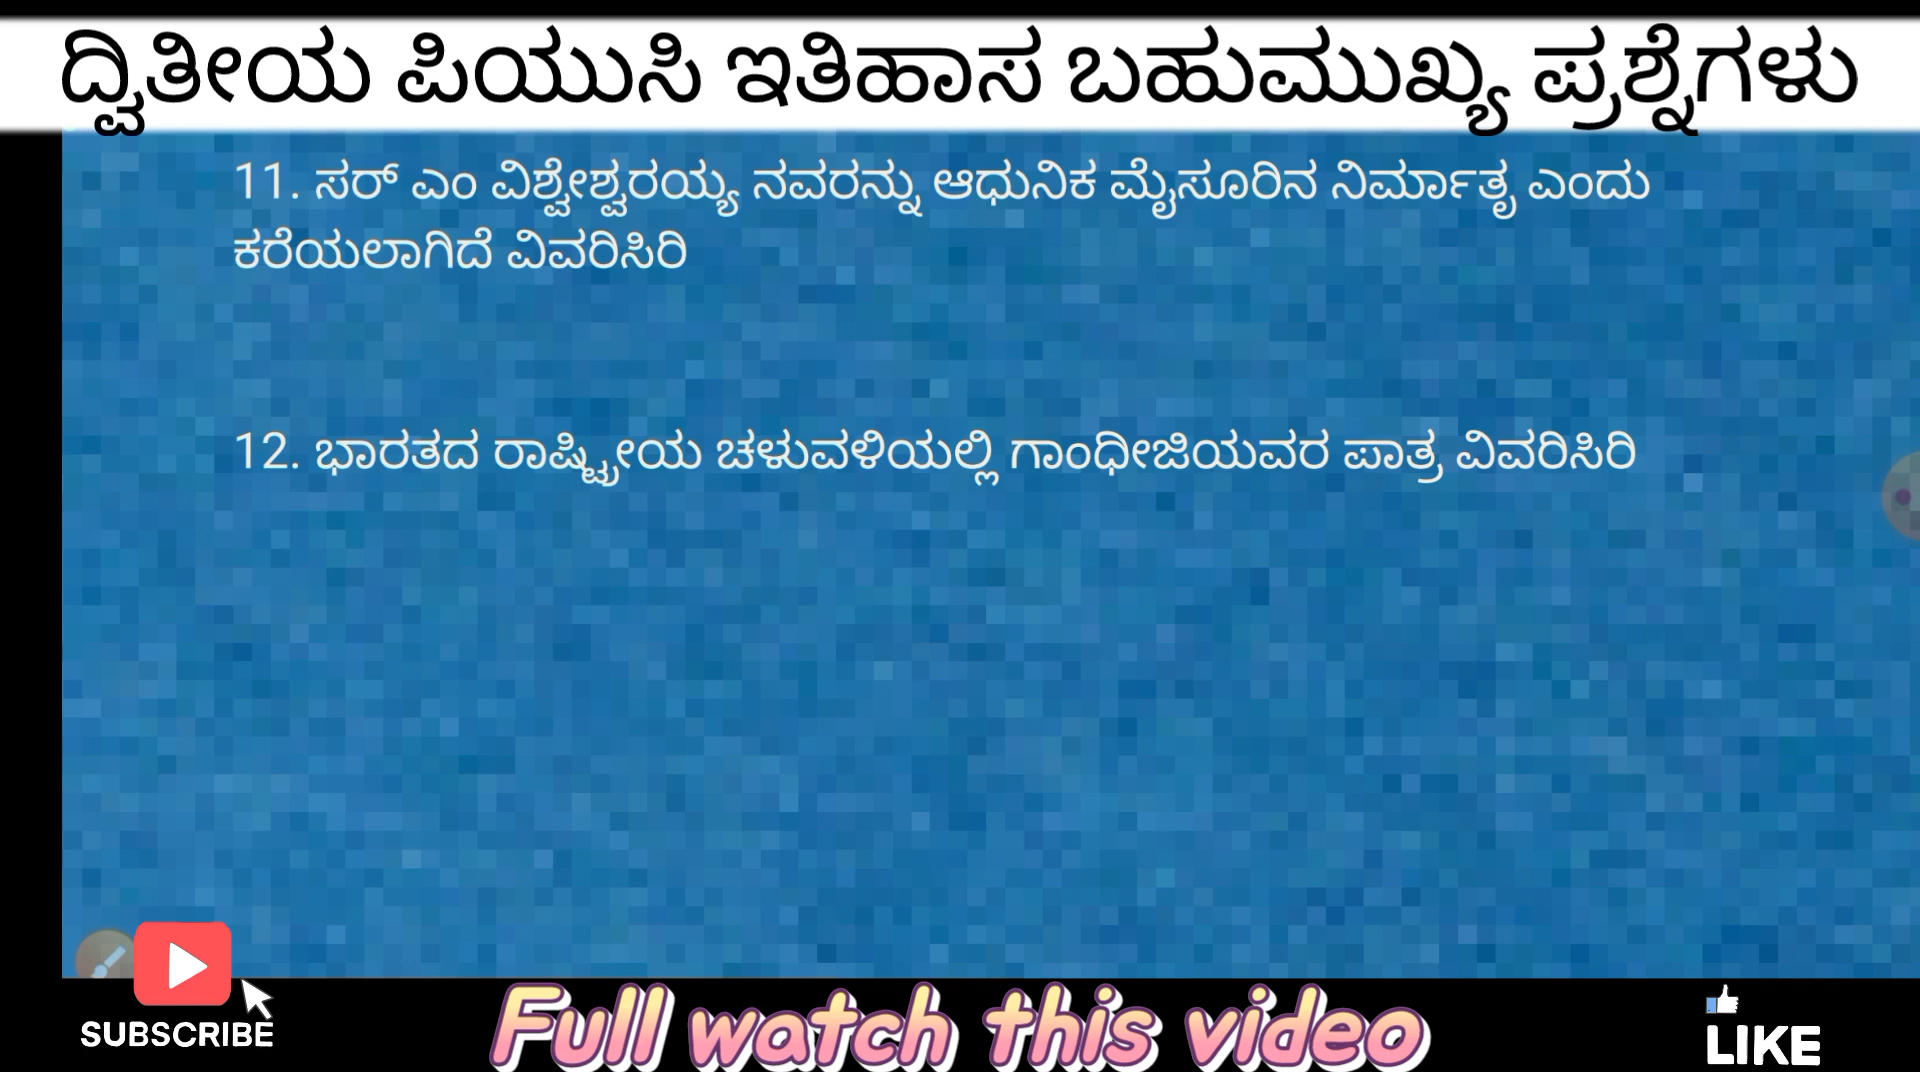 ದ್ವಿತೀಯ ಪಿಯುಸಿ ಇತಿಹಾಸ ಬಹುಮುಖ್ಯ ಪ್ರಶ್ನೆಗಳು
11. ಸರ್ ಎಂ ವಿಶ್ವೇಶ್ವರಯ್ಯ ನವರನ್ನು ಆಧುನಿಕ ಮೈಸೂರಿನ ನಿರ್ಮಾತೃ ಎಂದು
ಕರೆಯಲಾಗಿದೆ ವಿವರಿಸಿರಿ
12. ಭಾರತದ ರಾಷ್ಟ್ರೀಯ ಚಳುವಳಿಯಲ್ಲಿ ಗಾಂಧೀಜಿಯವರ ಪಾತ್ರ ವಿವರಿಸಿರಿ
SUBSCRIBE
Full watch this video
LIKE